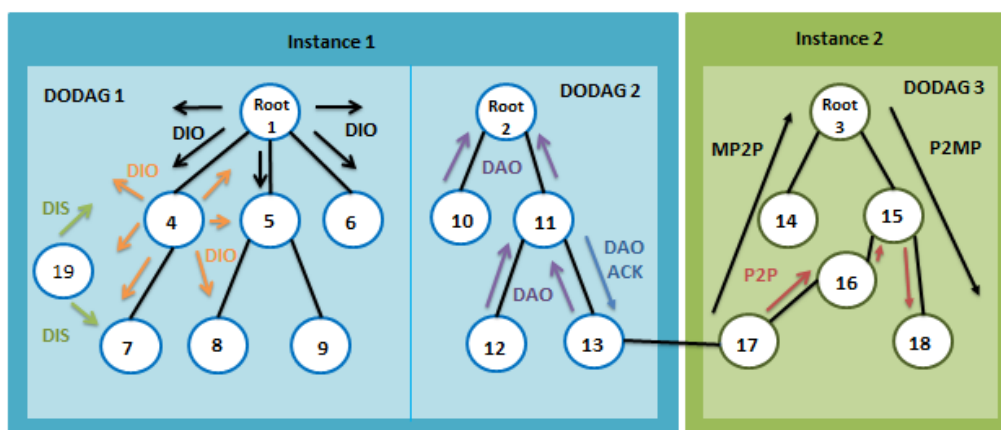 Instance 1
Instance 2
DODAG 1
Root
1
DIO
DIO
DIO
DIS
4
5
6
19
DIO
DIS
7
8
9
DODAG 2
Root
2
DAO
10
11
DAO
ACK
DAO
12
13
DODAG 3
Root
3
MP2P
P2MP
14
15
P2P
16
17
18